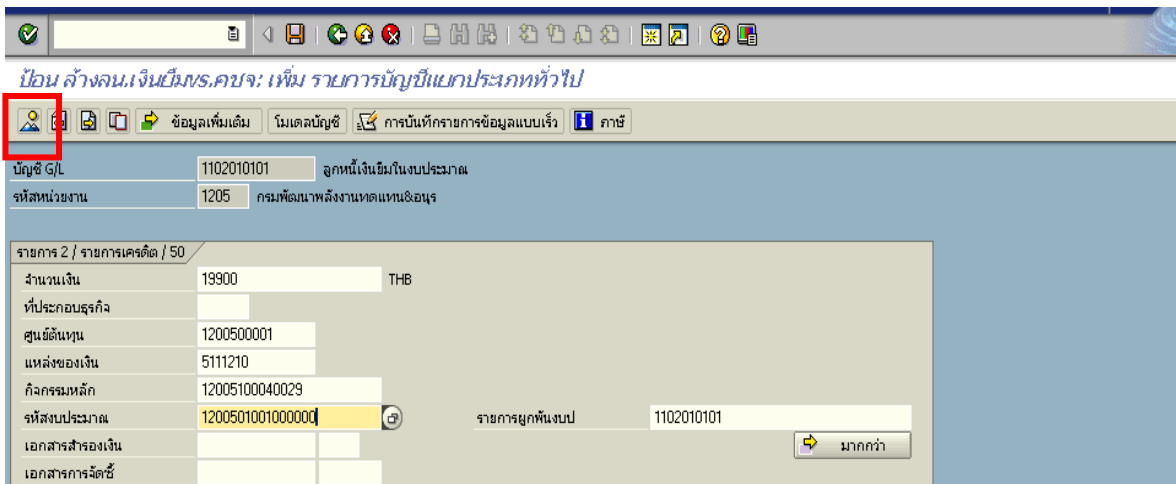 ป้อน ล้างลน.เงินยืมvs.คชจ: เพิ่ม รายการบัญชีแยกประเภททั่วไป
ข้อมูลเพิ่มเติม โมเดลบัญชี การบันทึกรายการข้อมูลแบบเร็ว ภาษี
บัญชี G/L 1102010101 ลูกหนี้เงินยืมในงบประมาณ
รหัสหน่วยงาน 1205 กรมพัฒนาพลังงานทดแทน&อนุร
รายการ 2 / รายการเครดิต / 50
จำนวนเงิน 19900 THB
ที่ประกอบธุรกิจ
ศูนย์ต้นทุน 1200500001
แหล่งของเงิน 5111210
กิจกรรมหลัก 12005100040029
รหัสงบประมาณ 1200501001000000 รายการผูกพันงบป 1102010101
เอกสารสำรองเงิน มากกว่า
เอกสารการจัดซื้